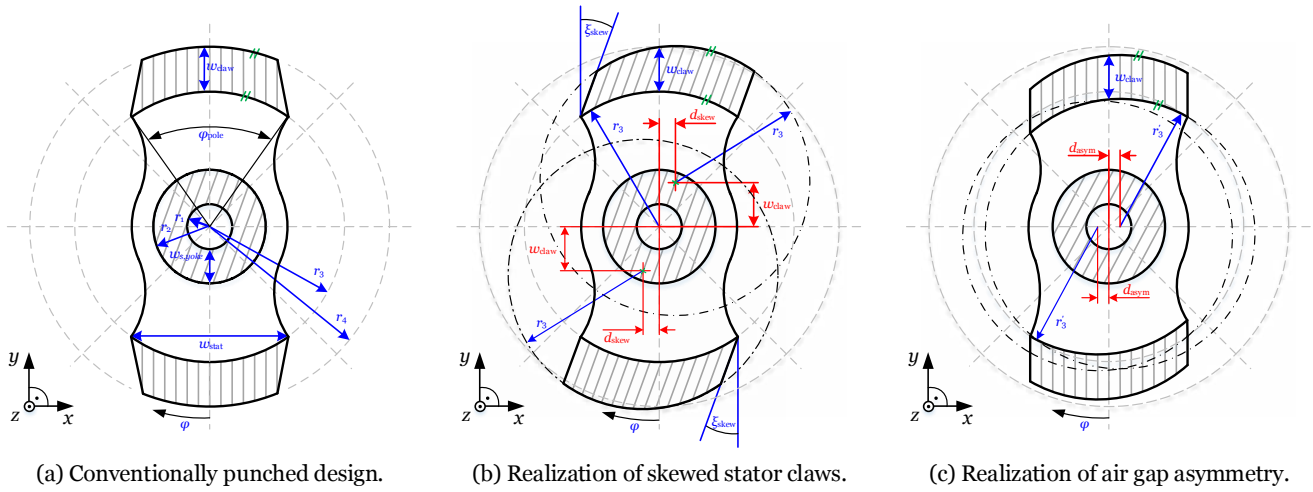 w_claw
φ_pole
r_1
r_2
w_s,yoke
r_3
r_4
w_stat
y
z
x
φ
ξ_skew
w_claw
r_3
d_skew
r_3
w_claw
w_claw
r_3
d_skew
y
z
x
φ
ξ_skew
w_claw
r'_3
d_asym
d_asym
r'_3
y
z
x
φ
(a) Conventionally punched design.
(b) Realization of skewed stator claws.
(c) Realization of air gap asymmetry.